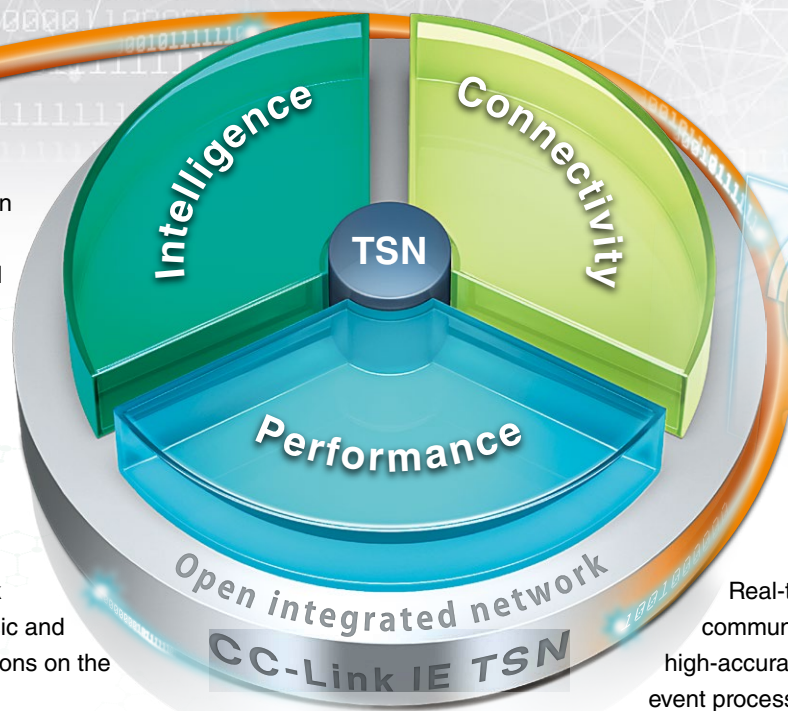 Intelligence
Connectivity
TSN
Performance
Open integrated network
CC-Link IE TSN
ic and
ons on the
Real-t
commun
high-accura
event proces